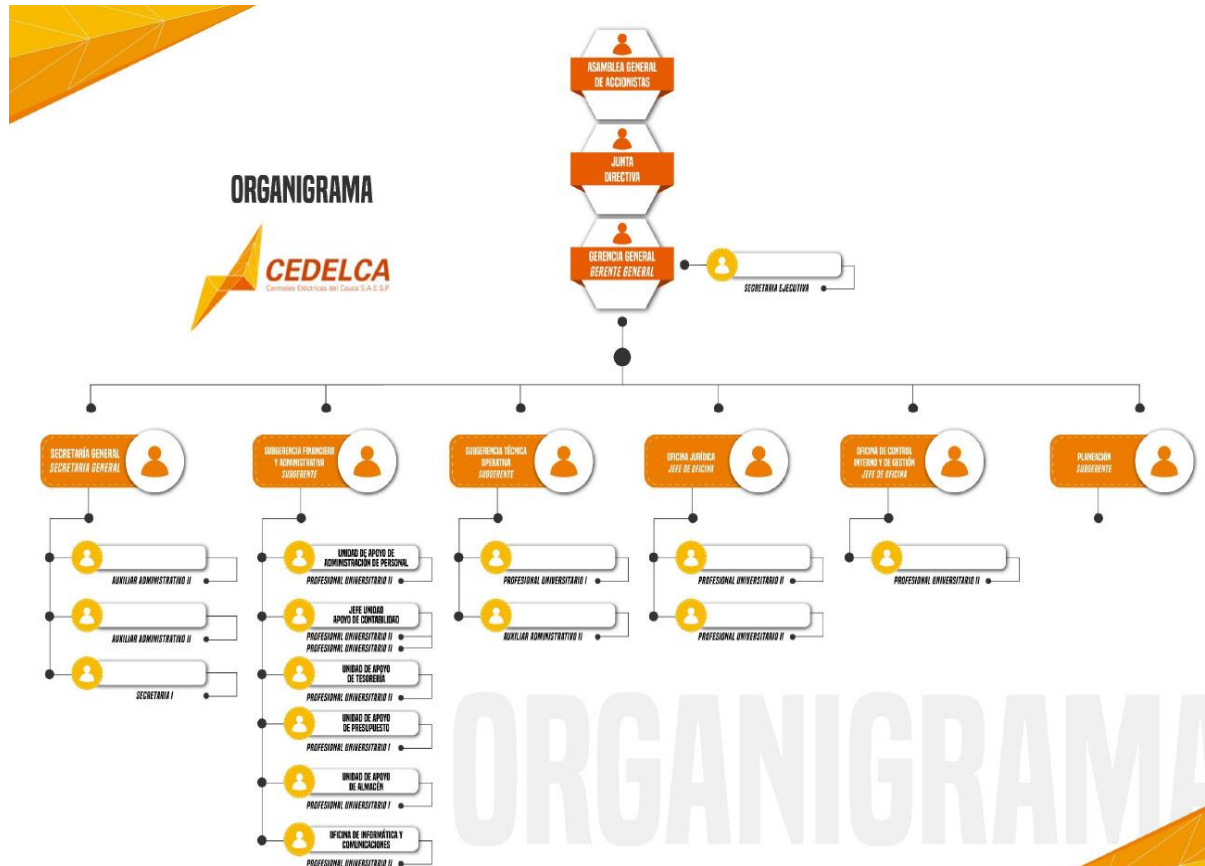 ASAMBLEA GENERAL
DE ACCIONISTAS
JUNTA
DIRECTIVA
ORGANIGRAMA
CEDELCA
Centrales Eléctricas del Cauca S.A E.S.P
GERENCIA GENERAL
GERENTE GENERAL
SECRETARIA EJECUTIVA
SECRETARÍA GENERAL
SECRETARIA GENERAL
SUBGERENCIA FINANCIERA
Y ADMINISTRATIVA
SUBGERENTE
SUBGERENCIA TÉCNICA
OPERATIVA
SUBGERENTE
OFICINA JURÍDICA
JEFE DE OFICINA
OFICINA DE CONTROL
INTERNO Y DE GESTIÓN
JEFE DE OFICINA
PLANEACIÓN
SUBGERENTE
AUXILIAR ADMINISTRATIVO II
AUXILIAR ADMINISTRATIVO II
SECRETARIA I
UNIDAD DE APOYO DE
ADMINISTRACIÓN DE PERSONAL
PROFESIONAL UNIVERSITARIO II
JEFE UNIDAD
APOYO DE CONTABILIDAD
PROFESIONAL UNIVERSITARIO II
PROFESIONAL UNIVERSITARIO II
UNIDAD DE APOYO
DE TESORERÍA
PROFESIONAL UNIVERSITARIO II
UNIDAD DE APOYO
DE PRESUPUESTO
PROFESIONAL UNIVERSITARIO I
UNIDAD DE APOYO
DE ALMACÉN
PROFESIONAL UNIVERSITARIO I
OFICINA DE INFORMÁTICA Y
COMUNICACIONES
PROFESIONAL UNIVERSITARIO II
PROFESIONAL UNIVERSITARIO I
AUXILIAR ADMINISTRATIVO II
PROFESIONAL UNIVERSITARIO II
PROFESIONAL UNIVERSITARIO II
PROFESIONAL UNIVERSITARIO II
ORGANIGRAMA